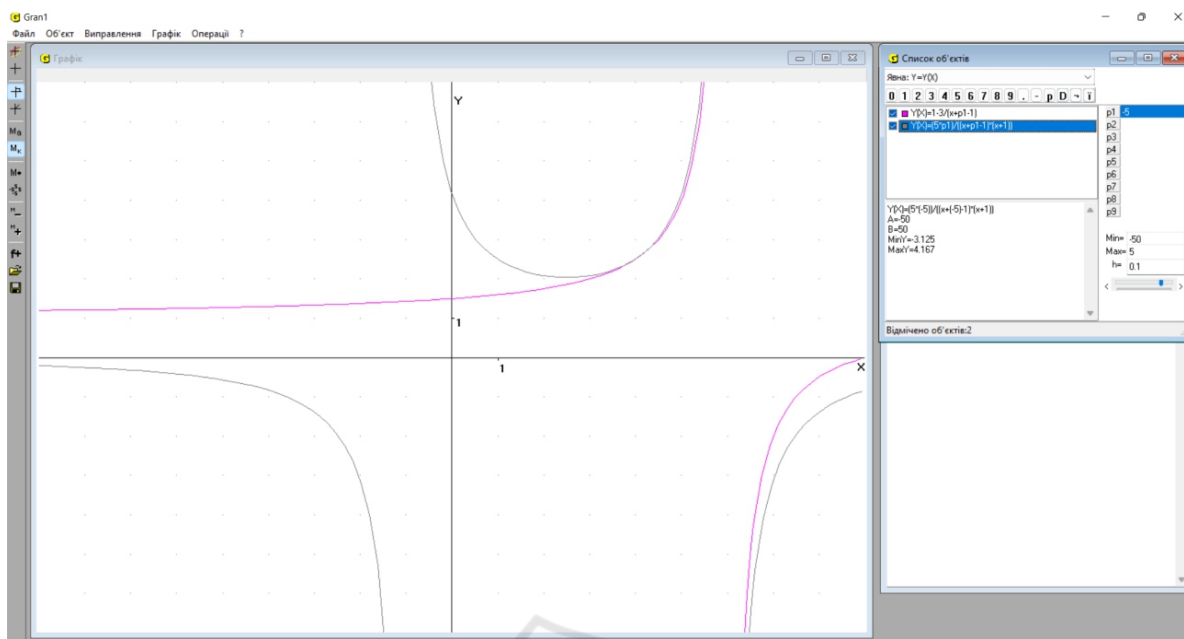 Gran1
Файл Об'єкт Виправлення Графік Операції ?
Графік
Y
1
1
X
Список об'єктів
Явна: Y=Y(X)
0 1 2 3 4 5 6 7 8 9 . - p D ¬ ї
Y(X)=1-3/(x+p1-1)
Y(X)=(5*p1)/((x+p1-1)*(x+1))
p1 -5
p2
p3
p4
p5
p6
p7
p8
p9
Y(X)=(5*(-5))/((x+(-5)-1)*(x+1))
A=-50
B=50
MinY=-3.125
MaxY=4.167
Min= -50
Max= 5
h= 0.1
Відмічено об'єктів:2